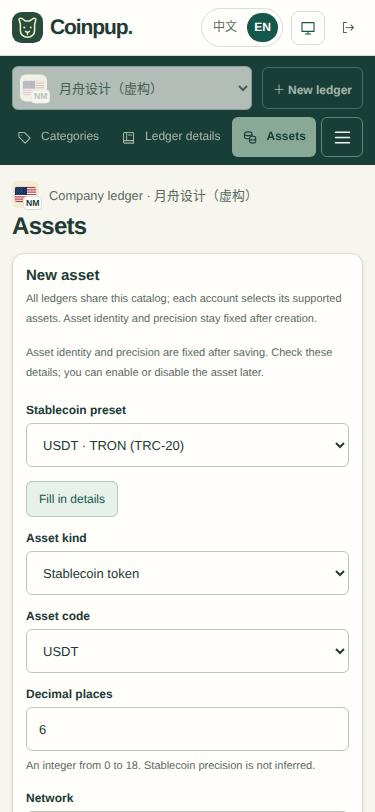 Coinpup.
中文
EN
NM
月舟设计（虚构）
+ New ledger
Categories
Ledger details
Assets
NM
Company ledger · 月舟设计（虚构）
Assets
New asset
All ledgers share this catalog; each account selects its supported
assets. Asset identity and precision stay fixed after creation.
Asset identity and precision are fixed after saving. Check these
details; you can enable or disable the asset later.
Stablecoin preset
USDT · TRON (TRC-20)
Fill in details
Asset kind
Stablecoin token
Asset code
USDT
Decimal places
6
An integer from 0 to 18. Stablecoin precision is not inferred.
Network